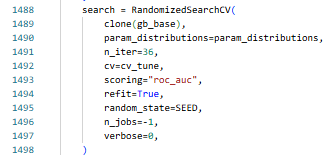 1488 search = RandomizedSearchCV(
1489 clone(gb_base),
1490 param_distributions=param_distributions,
1491 n_iter=36,
1492 cv=cv_tune,
1493 scoring="roc_auc",
1494 refit=True,
1495 random_state=SEED,
1496 n_jobs=-1,
1497 verbose=0,
1498 )